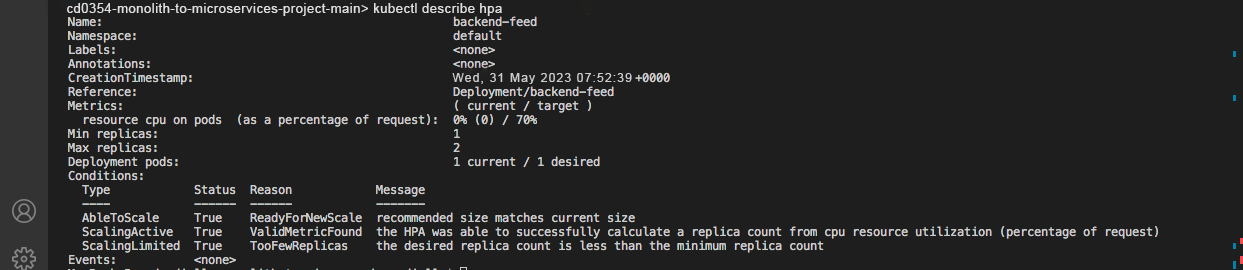 cd0354-monolith-to-microservices-project-main> kubectl describe hpa
Name: backend-feed
Namespace: default
Labels: <none>
Annotations: <none>
CreationTimestamp: Wed, 31 May 2023 07:52:39 +0000
Reference: Deployment/backend-feed
Metrics: ( current / target )
resource cpu on pods (as a percentage of request): 0% (0) / 70%
Min replicas: 1
Max replicas: 2
Deployment pods: 1 current / 1 desired
Conditions:
Type Status Reason Message
---- ------ ------ -------
AbleToScale True ReadyForNewScale recommended size matches current size
ScalingActive True ValidMetricFound the HPA was able to successfully calculate a replica count from cpu resource utilization (percentage of request)
ScalingLimited True TooFewReplicas the desired replica count is less than the minimum replica count
Events: <none>